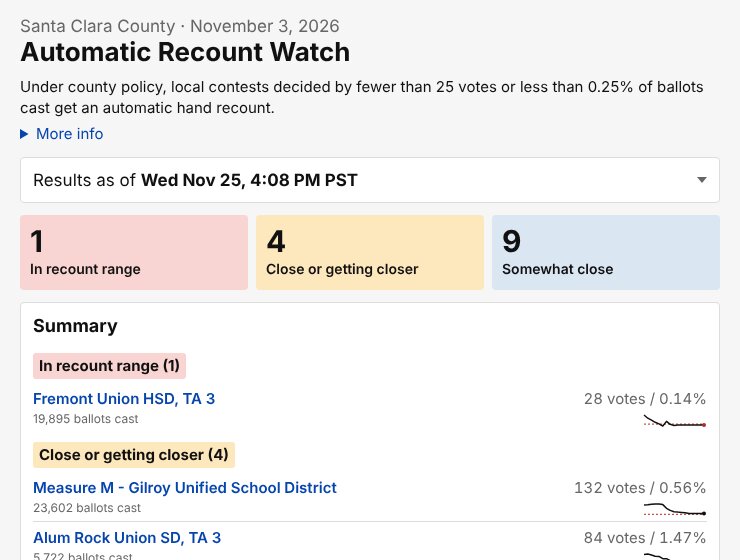 Santa Clara County · November 3, 2026
Automatic Recount Watch
Under county policy, local contests decided by fewer than 25 votes or less than 0.25% of ballots
cast get an automatic hand recount.
More info
Results as of Wed Nov 25, 4:08 PM PST
1
In recount range
4
Close or getting closer
9
Somewhat close
Summary
In recount range (1)
Fremont Union HSD, TA 3
28 votes / 0.14%
19,895 ballots cast
Close or getting closer (4)
Measure M - Gilroy Unified School District
132 votes / 0.56%
23,602 ballots cast
Alum Rock Union SD, TA 3
84 votes / 1.47%
5,722 ballots cast